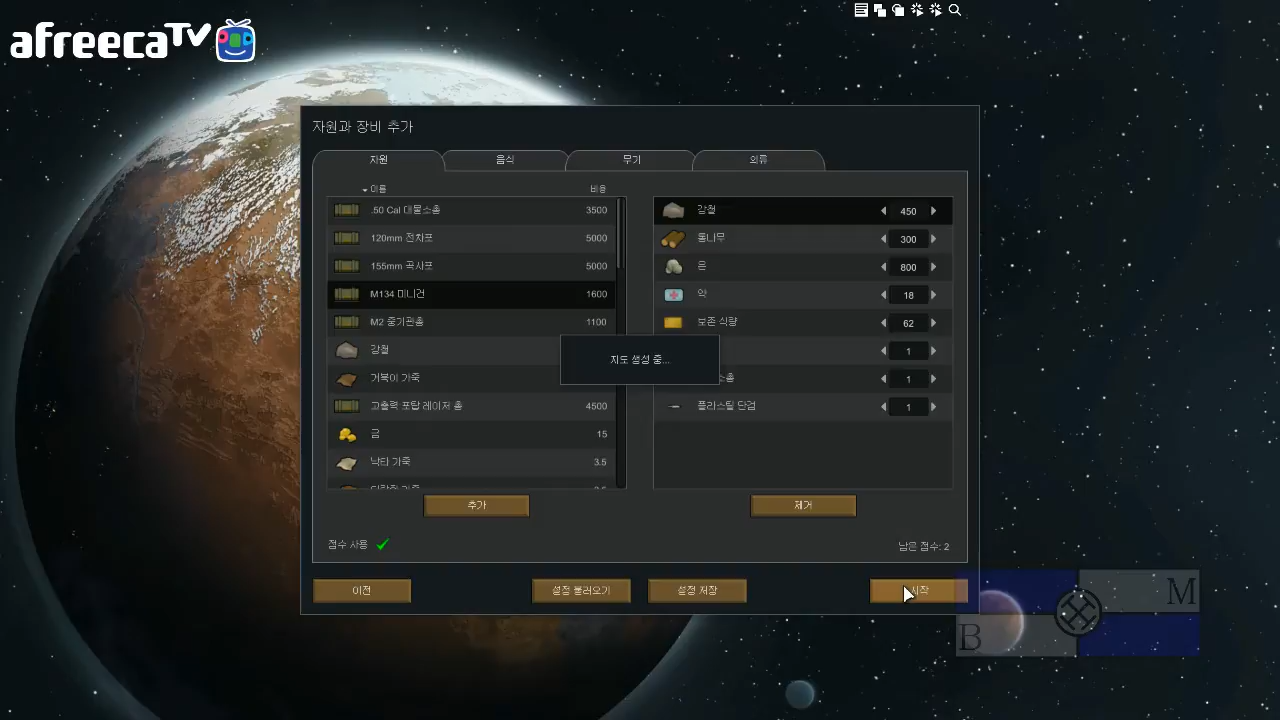 afreecaTV
자원과 장비 추가
자원 음식 무기 의류
이름 비용
.50 Cal 대물소총 3500
120mm 전차포 5000
155mm 곡사포 5000
M134 미니건 1600
M2 중기관총 1100
강철
거북이 가죽
고출력 포탑 레이저 총 4500
금 15
낙타 가죽 3.5
강철 450
통나무 300
은 800
약 18
보존 식량 62
1
소총 1
플라스틸 단검 1
지도 생성 중...
추가 제거
점수 사용 남은 점수: 2
이전 설정 불러오기 설정 저장 시작
M
B